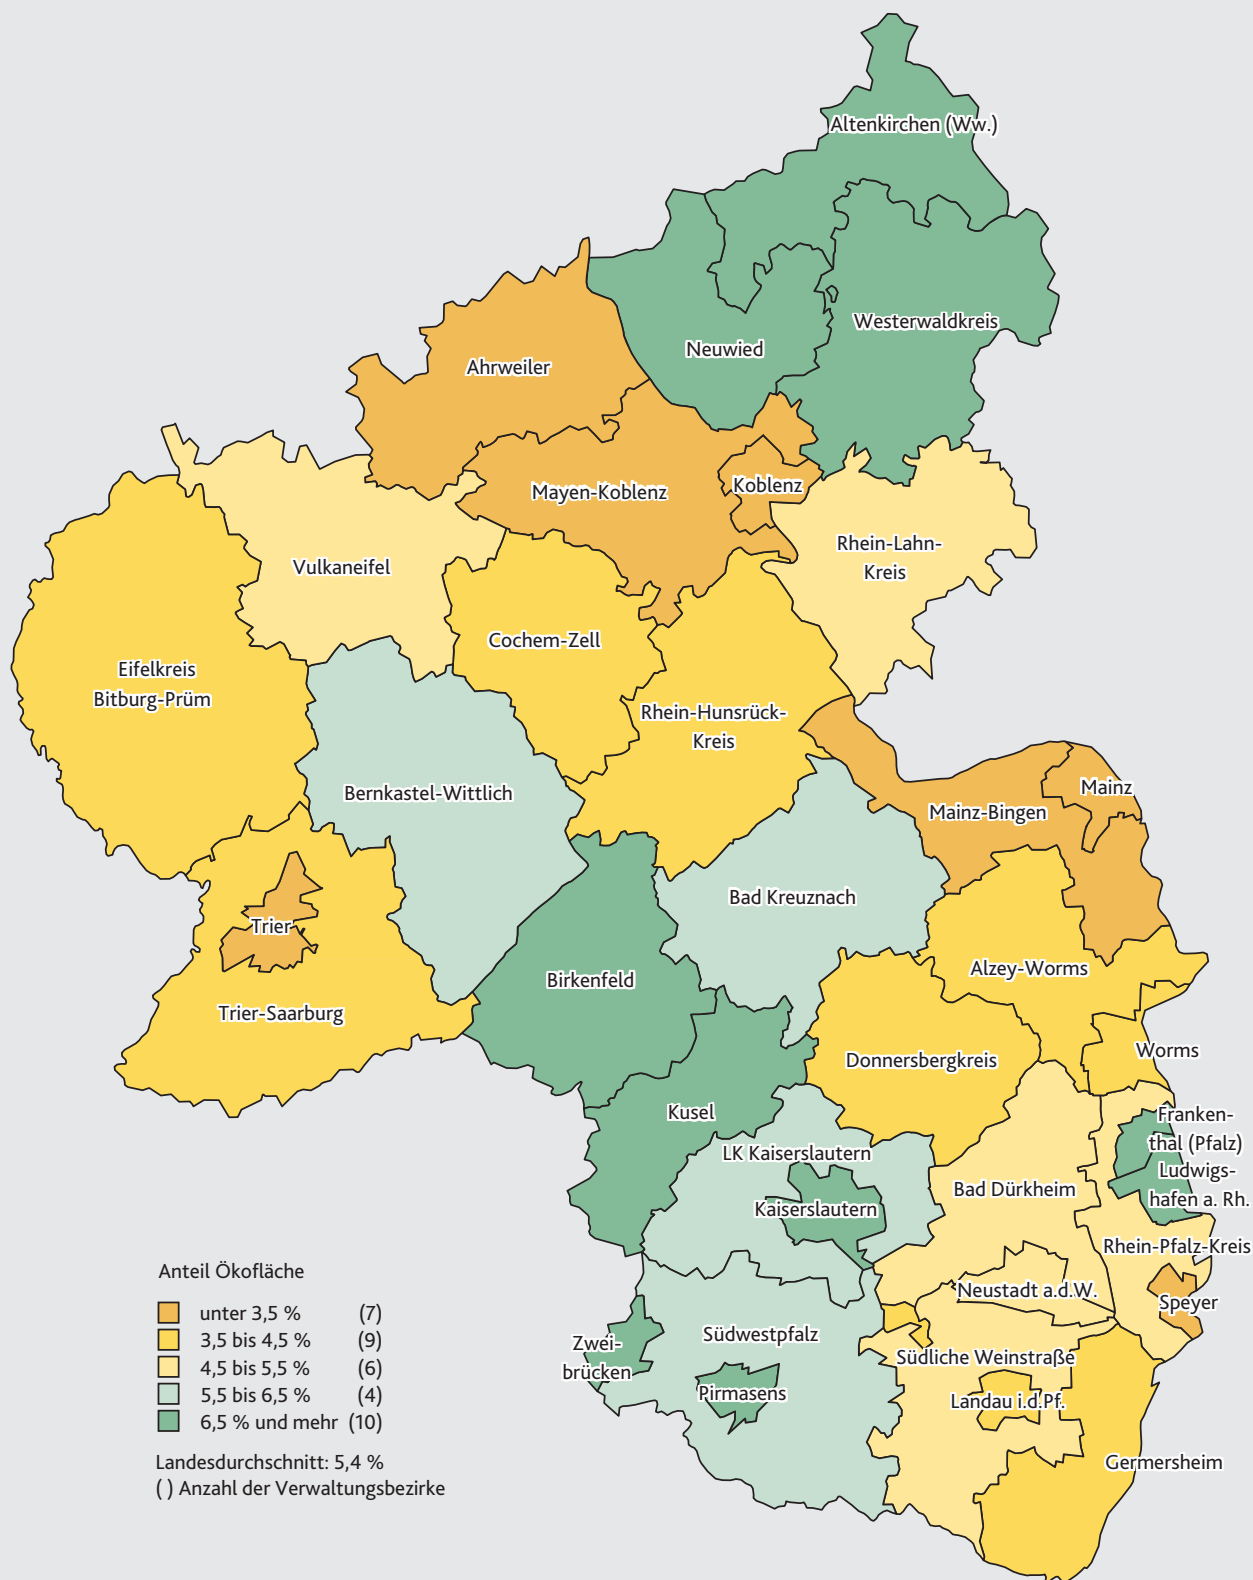 Altenkirchen (Ww.)
Westerwaldkreis
Neuwied
Ahrweiler
Mayen-Koblenz
Koblenz
Rhein-Lahn-
Kreis
Vulkaneifel
Cochem-Zell
Eifelkreis
Bitburg-Prüm
Rhein-Hunsrück-
Kreis
Bernkastel-Wittlich
Mainz
Mainz-Bingen
Bad Kreuznach
Trier
Alzey-Worms
Birkenfeld
Trier-Saarburg
Worms
Donnersbergkreis
Kusel
Franken-
thal (Pfalz)
LK Kaiserslautern
Ludwigs-
hafen a. Rh.
Bad Dürkheim
Kaiserslautern
Rhein-Pfalz-Kreis
Neustadt a.d.W.
Speyer
Südwestpfalz
Zwei-
brücken
Südliche Weinstraße
Pirmasens
Landau i.d.Pf.
Germersheim
Anteil Ökofläche
unter 3,5 % (7)
3,5 bis 4,5 % (9)
4,5 bis 5,5 % (6)
5,5 bis 6,5 % (4)
6,5 % und mehr (10)
Landesdurchschnitt: 5,4 %
( ) Anzahl der Verwaltungsbezirke